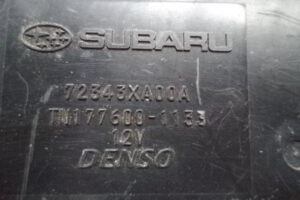 SUBARU
72343XA00A
TN177600-1133
12V
DENSO